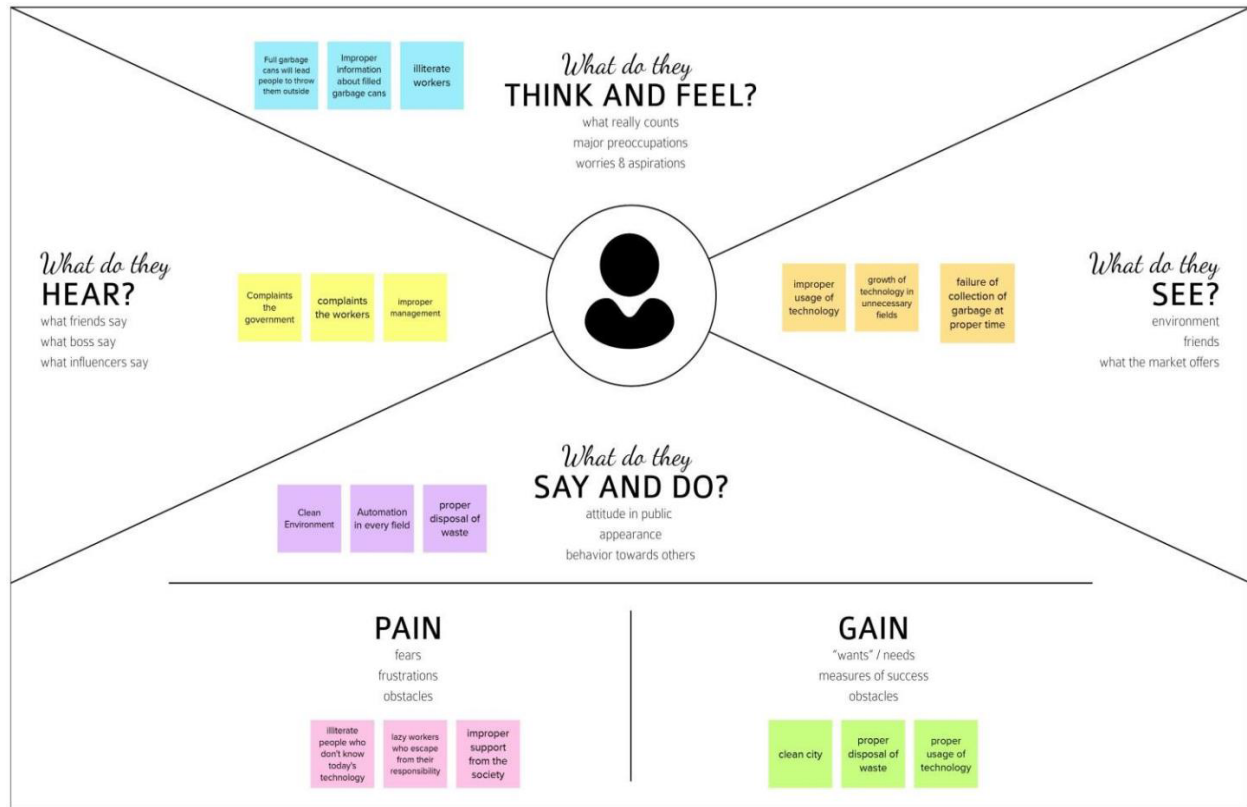 Full garbage
cans will lead
people to throw
them outside
Improper
information
about filled
garbage cans
illiterate
workers
What do they
THINK AND FEEL?
what really counts
major preoccupations
worries & aspirations
What do they
HEAR?
what friends say
what boss say
what influencers say
Complaints
the
government
complaints
the workers
improper
management
improper
usage of
technology
growth of
technology in
unnecessary
fields
failure of
collection of
garbage at
proper time
What do they
SEE?
environment
friends
what the market offers
What do they
SAY AND DO?
attitude in public
appearance
behavior towards others
Clean
Environment
Automation
in every field
proper
disposal of
waste
PAIN
fears
frustrations
obstacles
illiterate
people who
don't know
today's
technology
lazy workers
who escape
from their
responsibility
improper
support
from the
society
GAIN
"wants" / needs
measures of success
obstacles
clean city
proper
disposal of
waste
proper
usage of
technology